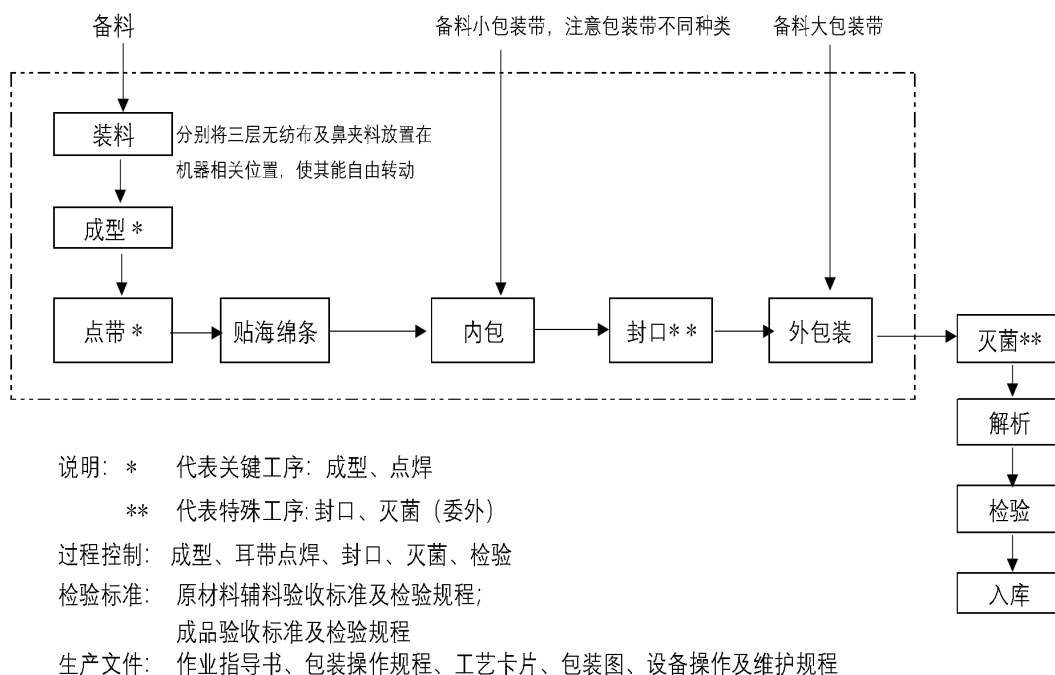 备料
备料小包装带，注意包装带不同种类
备料大包装带
装料
分别将三层无纺布及鼻夹料放置在
机器相关位置，使其能自由转动
成型 *
点带 *
贴海绵条
内包
封口* *
外包装
灭菌**
解析
检验
入库
说明： * 代表关键工序：成型、点焊
** 代表特殊工序: 封口、灭菌（委外）
过程控制： 成型、耳带点焊、封口、灭菌、检验
检验标准： 原材料辅料验收标准及检验规程；
成品验收标准及检验规程
生产文件： 作业指导书、包装操作规程、工艺卡片、包装图、设备操作及维护规程